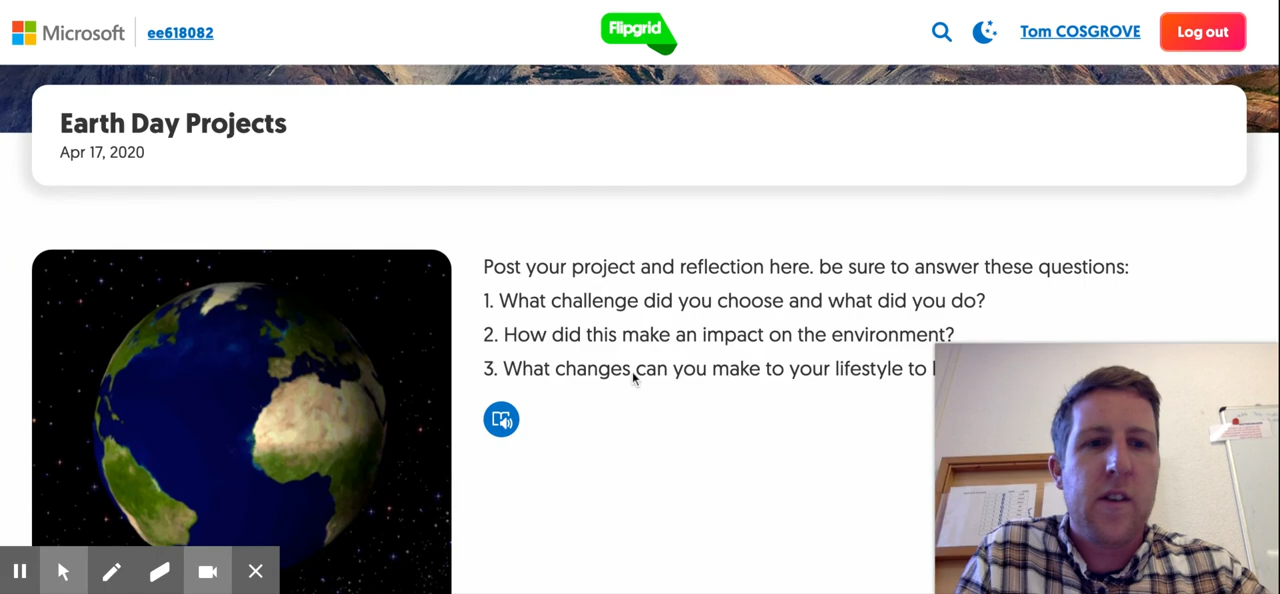 Microsoft ee618082 Flipgrid Tom COSGROVE Log out
Earth Day Projects
Apr 17, 2020
Post your project and reflection here. be sure to answer these questions:
1. What challenge did you choose and what did you do?
2. How did this make an impact on the environment?
3. What changes can you make to your lifestyle to